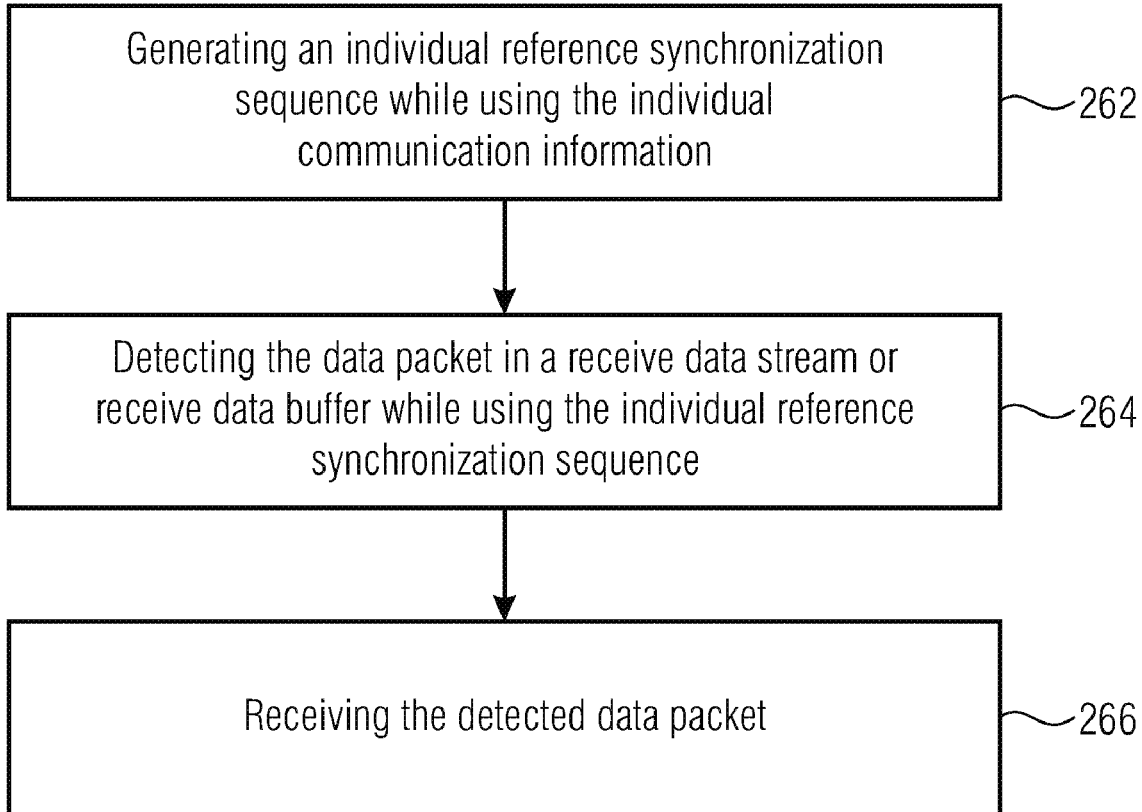 Generating an individual reference synchronization
sequence while using the individual
communication information
262
Detecting the data packet in a receive data stream or
receive data buffer while using the individual reference
synchronization sequence
264
Receiving the detected data packet
266